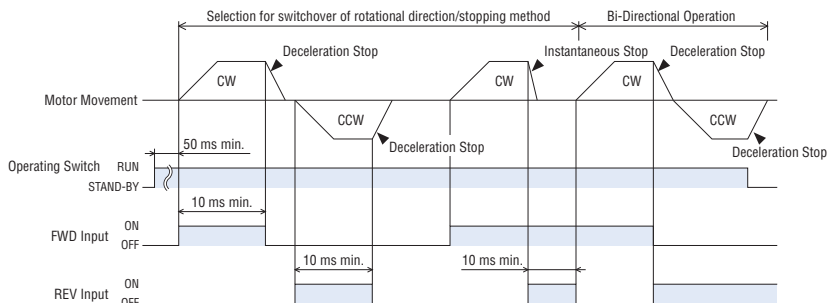 Selection for switchover of rotational direction/stopping method
Bi-Directional Operation
Deceleration Stop
Instantaneous Stop
Deceleration Stop
CW
CW
CW
Motor Movement
CCW
CCW
50 ms min.
Deceleration Stop
Deceleration Stop
Operating Switch
RUN
STAND-BY
10 ms min.
FWD Input
ON
OFF
10 ms min.
10 ms min.
REV Input
ON
OFF